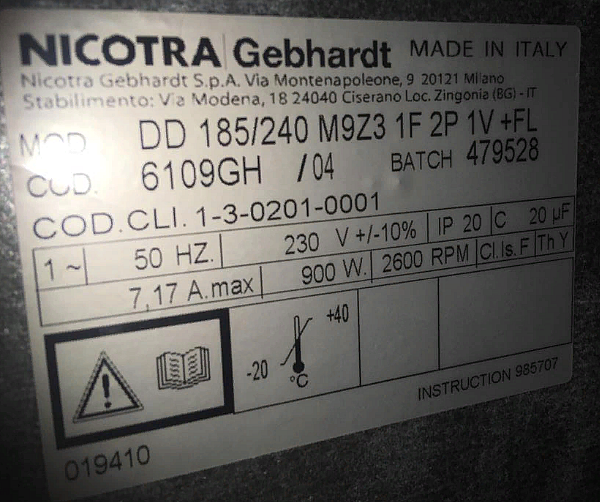 NICOTRA Gebhardt MADE IN ITALY
Nicotra Gebhardt S.p.A. Via Montenapoleone, 9 20121 Milano
Stabilimento: Via Modena, 18 24040 Ciserano Loc. Zingonia (BG) - IT
MOD. DD 185/240 M9Z3 1F 2P 1V +FL
COD. 6109GH /04 BATCH 479528
COD.CLI. 1-3-0201-0001
1 ~ 50 HZ. 230 V +/-10% IP 20 C 20 µF
7,17 A.max 900 W. 2600 RPM Cl.Is. F Th Y
+40
-20
°C
INSTRUCTION 985707
019410